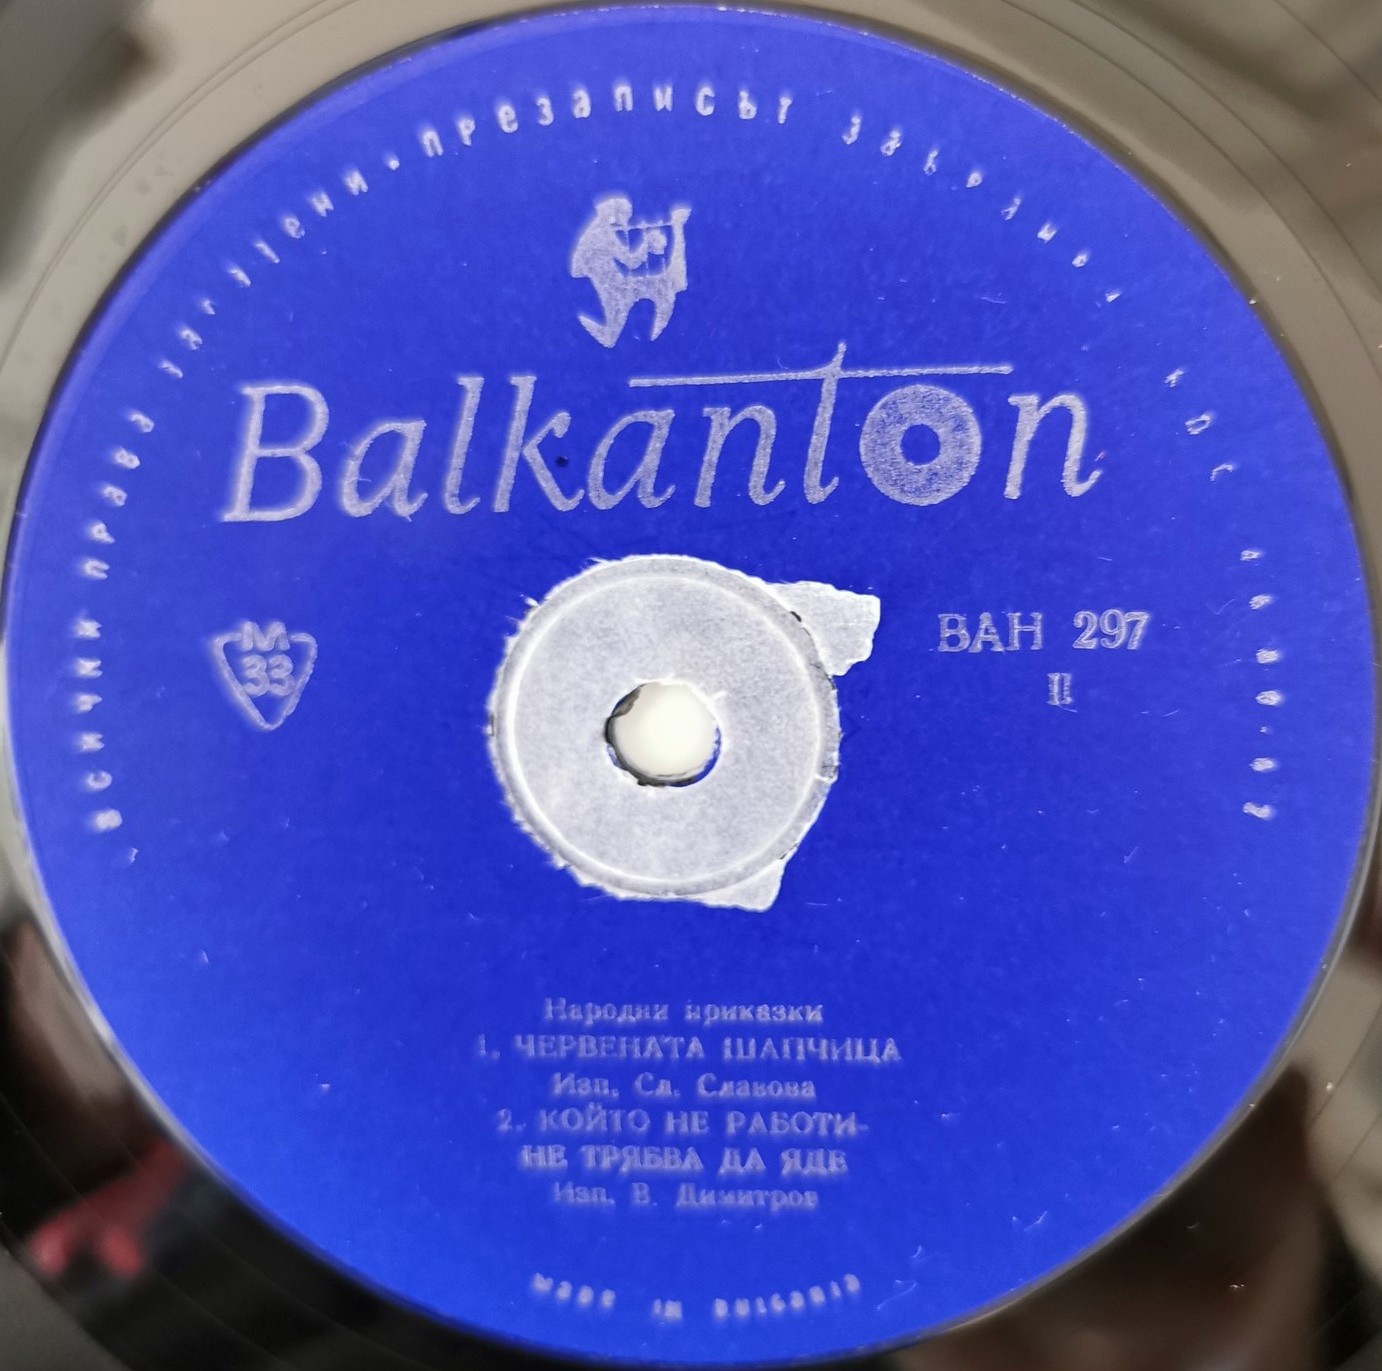 ВСИЧКИ ПРАВА ЗАПАЗЕНИ · ПРЕЗАПИСЪТ ЗАБРАНЕН
Balkanton
М
33
ВАН 297
II
Народни приказки
1. ЧЕРВЕНАТА ШАПЧИЦА
Изп. Сл. Славова
2. КОЙТО НЕ РАБОТИ-
НЕ ТРЯБВА ДА ЯДЕ
Изп. В. Димитров
MADE IN BULGARIA